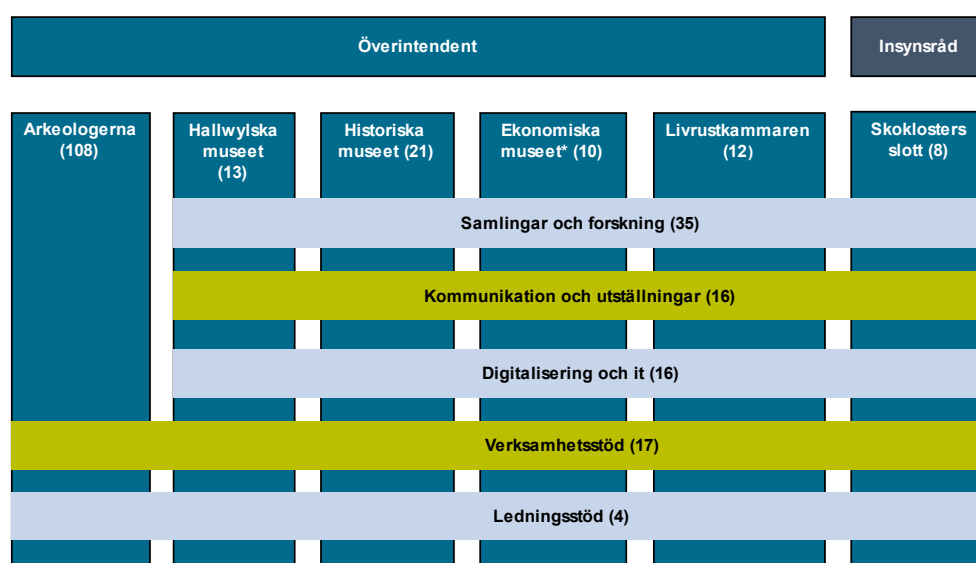 Överintendent
Insynsråd
Arkeologerna
(108)
Hallwylska
museet
(13)
Historiska
museet (21)
Ekonomiska
museet* (10)
Livrustkammaren
(12)
Skoklosters
slott (8)
Samlingar och forskning (35)
Kommunikation och utställningar (16)
Digitalisering och it (16)
Verksamhetsstöd (17)
Ledningsstöd (4)